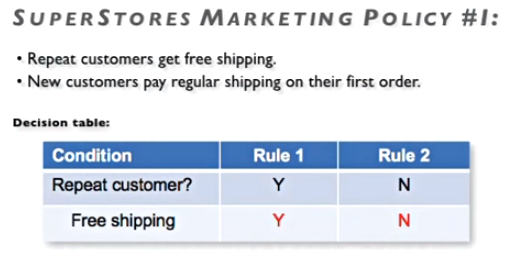 SUPERSTORES MARKETING POLICY #1:
• Repeat customers get free shipping.
• New customers pay regular shipping on their first order.
Decision table:
Condition Rule 1 Rule 2
Repeat customer? Y N
Free shipping Y N